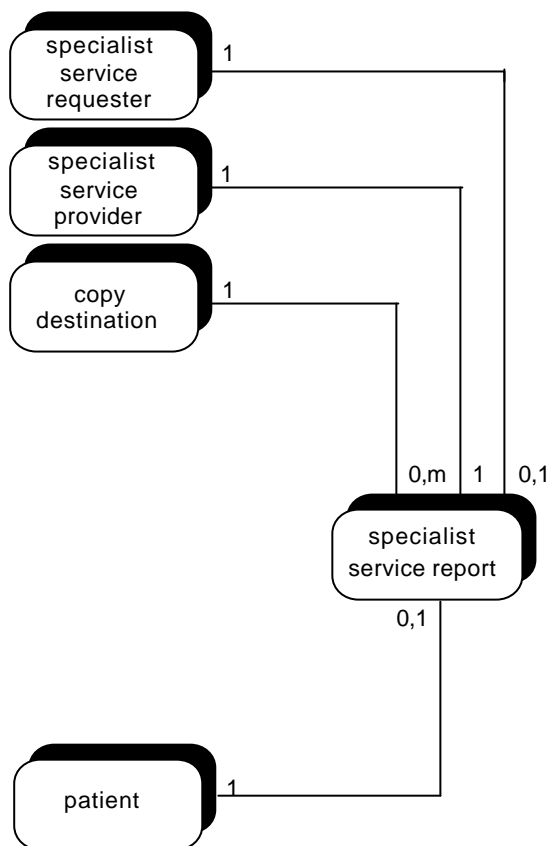 specialist
service
requester
1
specialist
service
provider
1
copy
destination
1
0,m
1
0,1
specialist
service report
0,1
patient
1